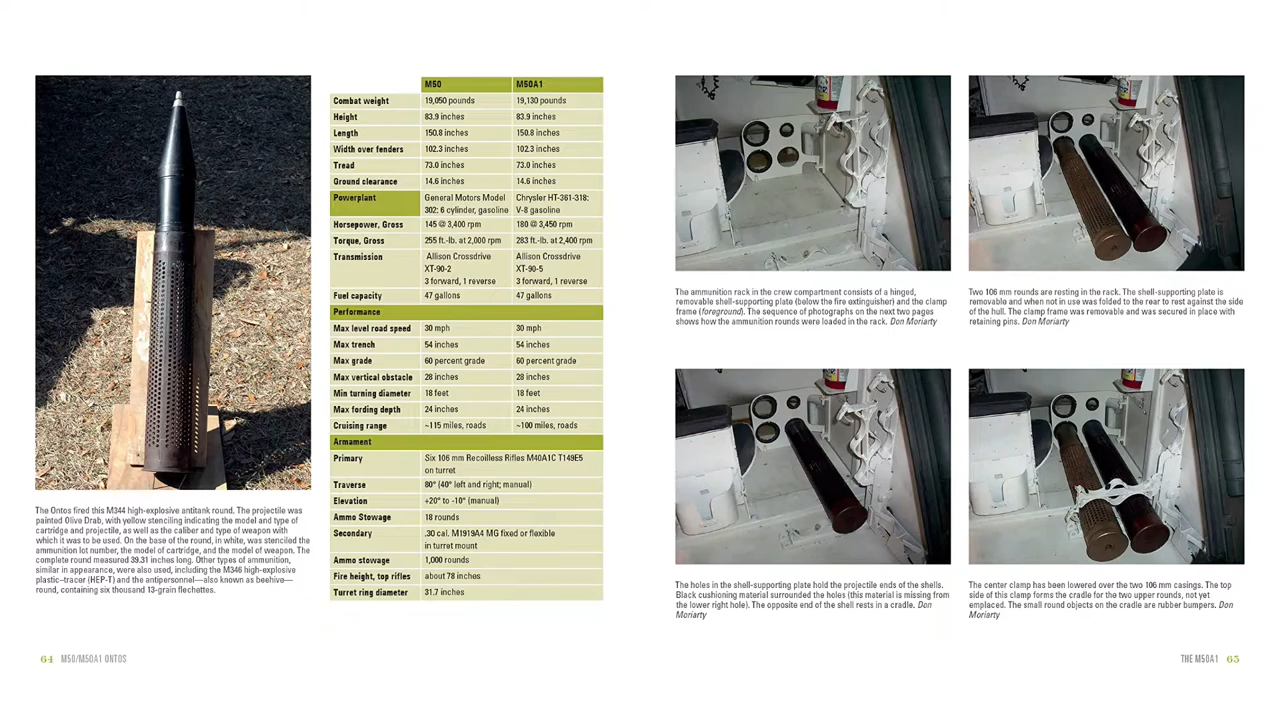 The Ontos fired this M344 high-explosive antitank round. The projectile was
painted Olive Drab, with yellow stenciling indicating the model and type of
cartridge and projectile, as well as the caliber and type of weapon with
which it was to be used. On the base of the round, in white, was stenciled the
ammunition lot number, the model of cartridge, and the model of weapon. The
complete round measured 39.31 inches long. Other types of ammunition,
similar in appearance, were also used, including the M346 high-explosive
plastic–tracer (HEP-T) and the antipersonnel—also known as beehive—
round, containing six thousand 13-grain flechettes.
M50 M50A1
Combat weight 19,050 pounds 19,130 pounds
Height 83.9 inches 83.9 inches
Length 150.8 inches 150.8 inches
Width over fenders 102.3 inches 102.3 inches
Tread 73.0 inches 73.0 inches
Ground clearance 14.6 inches 14.6 inches
Powerplant General Motors Model Chrysler HT-361-318:
302: 6 cylinder, gasoline V-8 gasoline
Horsepower, Gross 145 @ 3,400 rpm 180 @ 3,450 rpm
Torque, Gross 255 ft.-lb. at 2,000 rpm 283 ft.-lb. at 2,400 rpm
Transmission Allison Crossdrive Allison Crossdrive
XT-90-2 XT-90-5
3 forward, 1 reverse 3 forward, 1 reverse
Fuel capacity 47 gallons 47 gallons
Performance
Max level road speed 30 mph 30 mph
Max trench 54 inches 54 inches
Max grade 60 percent grade 60 percent grade
Max vertical obstacle 28 inches 28 inches
Min turning diameter 18 feet 18 feet
Max fording depth 24 inches 24 inches
Cruising range ~115 miles, roads ~100 miles, roads
Armament
Primary Six 106 mm Recoilless Rifles M40A1C T149E5
on turret
Traverse 80° (40° left and right; manual)
Elevation +20° to -10° (manual)
Ammo Stowage 18 rounds
Secondary .30 cal. M1919A4 MG fixed or flexible
in turret mount
Ammo stowage 1,000 rounds
Fire height, top rifles about 78 inches
Turret ring diameter 31.7 inches
64 M50/M50A1 ONTOS
The ammunition rack in the crew compartment consists of a hinged,
removable shell-supporting plate (below the fire extinguisher) and the clamp
frame (foreground). The sequence of photographs on the next two pages
shows how the ammunition rounds were loaded in the rack. Don Moriarty
Two 106 mm rounds are resting in the rack. The shell-supporting plate is
removable and when not in use was folded to the rear to rest against the side
of the hull. The clamp frame was removable and was secured in place with
retaining pins. Don Moriarty
The holes in the shell-supporting plate hold the projectile ends of the shells.
Black cushioning material surrounded the holes (this material is missing from
the lower right hole). The opposite end of the shell rests in a cradle. Don
Moriarty
The center clamp has been lowered over the two 106 mm casings. The top
side of this clamp forms the cradle for the two upper rounds, not yet
emplaced. The small round objects on the cradle are rubber bumpers. Don
Moriarty
THE M50A1 65